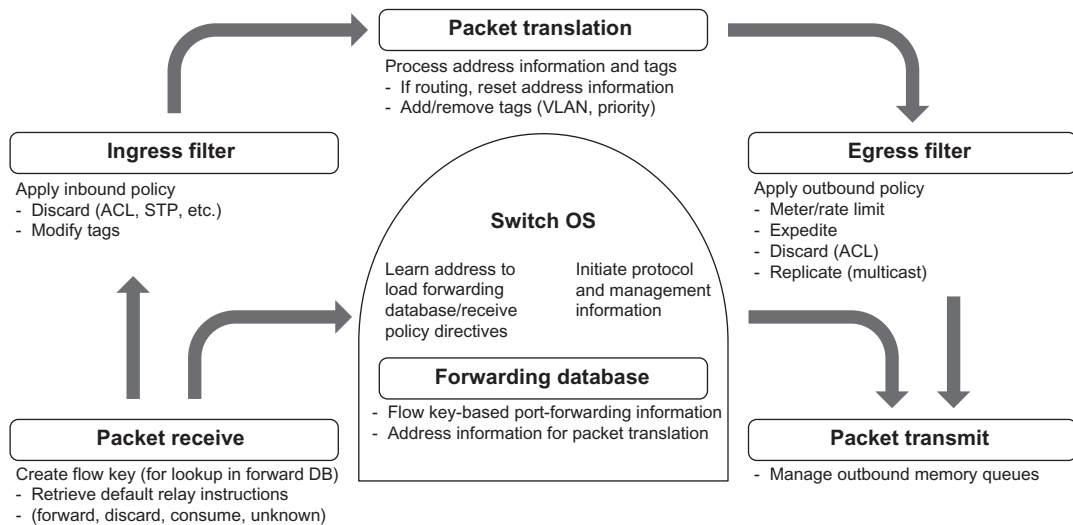 Packet translation
Process address information and tags
- If routing, reset address information
- Add/remove tags (VLAN, priority)
Ingress filter
Apply inbound policy
- Discard (ACL, STP, etc.)
- Modify tags
Egress filter
Apply outbound policy
- Meter/rate limit
- Expedite
- Discard (ACL)
- Replicate (multicast)
Switch OS
Learn address to
load forwarding
database/receive
policy directives
Initiate protocol
and management
information
Forwarding database
- Flow key-based port-forwarding information
- Address information for packet translation
Packet receive
Create flow key (for lookup in forward DB)
- Retrieve default relay instructions
- (forward, discard, consume, unknown)
Packet transmit
- Manage outbound memory queues